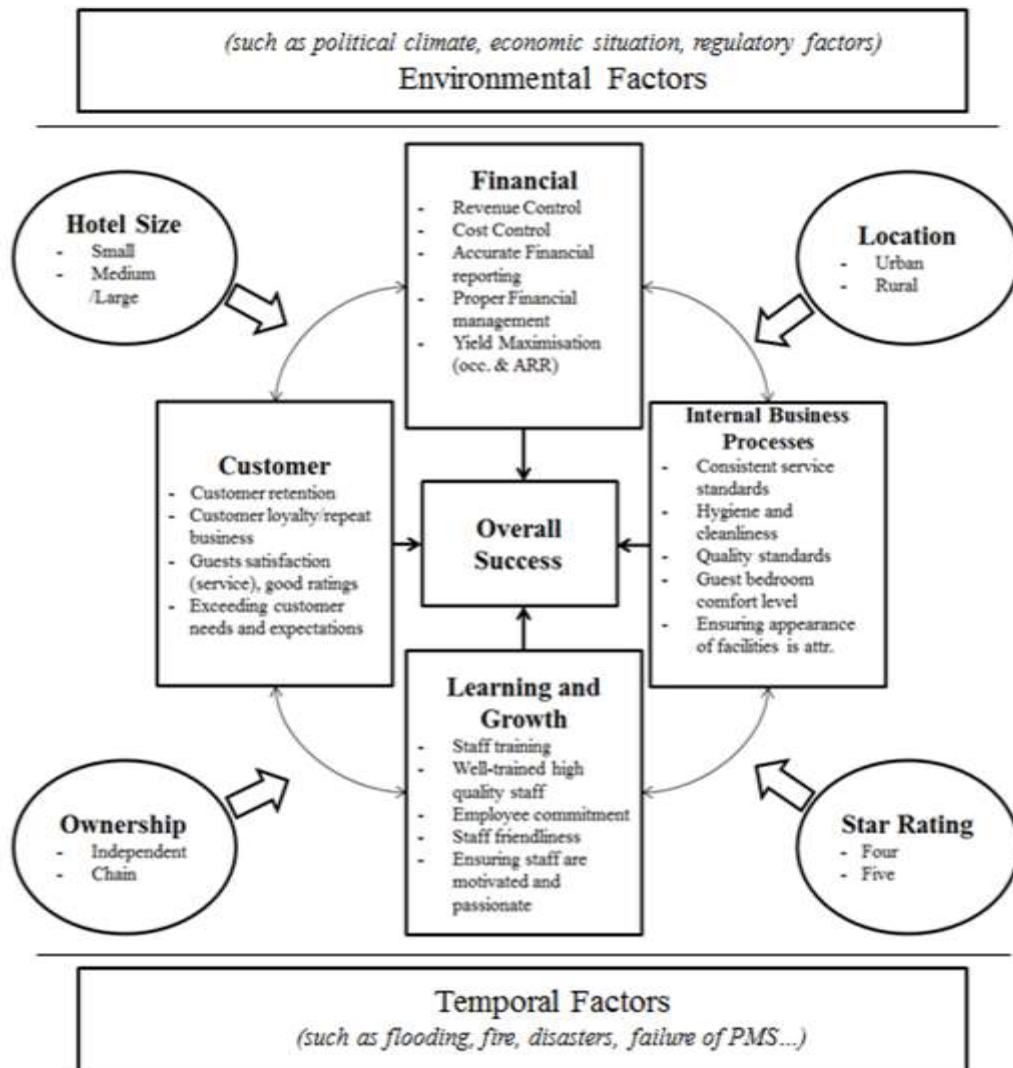 (such as political climate, economic situation, regulatory factors)
Environmental Factors
Hotel Size
- Small
- Medium
/Large
Financial
- Revenue Control
- Cost Control
- Accurate Financial
reporting
- Proper Financial
management
- Yield Maximisation
(occ. & ARR)
Location
- Urban
- Rural
Customer
- Customer retention
- Customer loyalty/repeat
business
- Guests satisfaction
(service), good ratings
- Exceeding customer
needs and expectations
Overall
Success
Internal Business
Processes
- Consistent service
standards
- Hygiene and
cleanliness
- Quality standards
- Guest bedroom
comfort level
- Ensuring appearance
of facilities is attr.
Ownership
- Independent
- Chain
Learning and
Growth
- Staff training
- Well-trained high
quality staff
- Employee commitment
- Staff friendliness
- Ensuring staff are
motivated and
passionate
Star Rating
- Four
- Five
Temporal Factors
(such as flooding, fire, disasters, failure of PMS...)